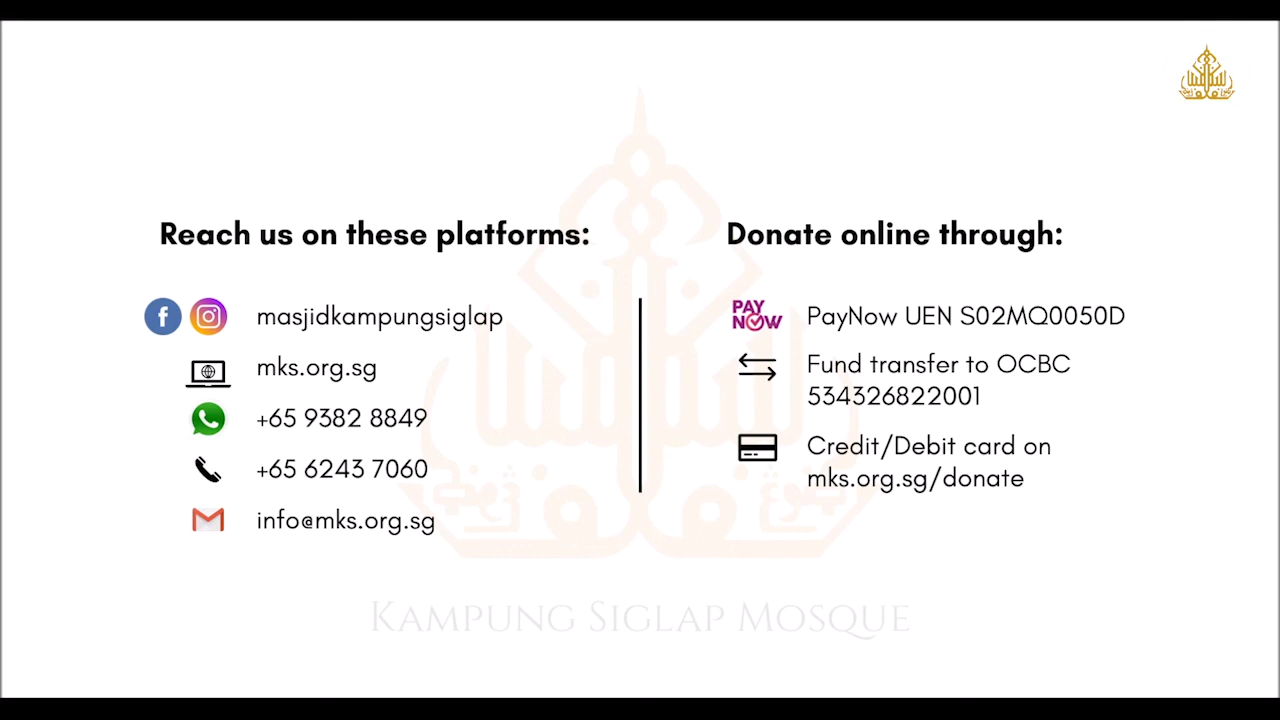 Reach us on these platforms:
masjidkampungsiglap
mks.org.sg
+65 9382 8849
+65 6243 7060
info@mks.org.sg
Donate online through:
PAY NOW
PayNow UEN S02MQ0050D
Fund transfer to OCBC
534326822001
Credit/Debit card on
mks.org.sg/donate
Kampung Siglap Mosque